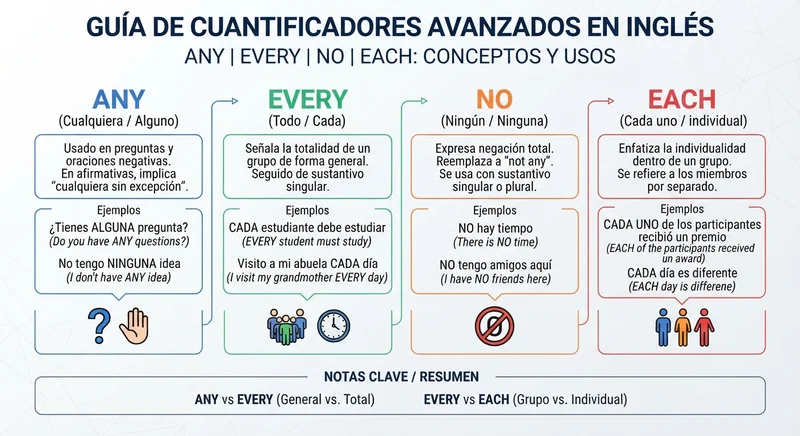 GUÍA DE CUANTIFICADORES AVANZADOS EN INGLÉS
ANY | EVERY | NO | EACH: CONCEPTOS Y USOS
ANY
(Cualquiera / Alguno)
Usado en preguntas y
oraciones negativas.
En afirmativas, implica
“cualquiera sin excepción”.
Ejemplos
¿Tienes ALGUNA pregunta?
(Do you have ANY questions?)
No tengo NINGUNA idea
(I don't have ANY idea)
EVERY
(Todo / Cada)
Señala la totalidad de un
grupo de forma general.
Seguido de sustantivo
singular.
Ejemplos
CADA estudiante debe estudiar
(EVERY student must study)
Visito a mi abuela CADA DÍA
(I visit my grandmother EVERY day)
NO
(Ningún / Ninguna)
Expresa negación total.
Reemplaza a “not any”.
Se usa con sustantivo
singular o plural.
Ejemplos
NO hay tiempo
(There is NO time)
NO tengo amigos aquí
(I have NO friends here)
EACH
(Cada uno / individual)
Enfatiza la individualidad
dentro de un grupo.
Se refiere a los miembros
por separado.
Ejemplos
CADA UNO de los participantes
recibió un premio
(EACH of the participants received
un award)
CADA día es diferente
(EACH day is differene)
NOTAS CLAVE / RESUMEN
ANY vs EVERY (General vs. Total)
EVERY vs EACH (Grupo vs. Individual)